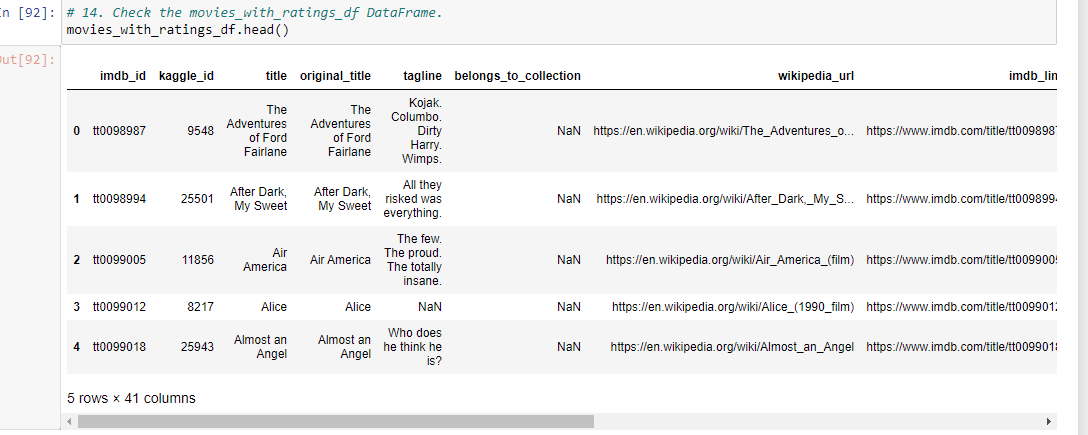 In [92]: # 14. Check the movies_with_ratings_df DataFrame.
movies_with_ratings_df.head()
Out[92]:
imdb_id kaggle_id title original_title tagline belongs_to_collection wikipedia_url imdb_lin
The The Kojak.
Adventures Adventures Columbo.
0 tt0098987 9548 of Ford of Ford Dirty NaN https://en.wikipedia.org/wiki/The_Adventures_o... https://www.imdb.com/title/tt0098987
Fairlane Fairlane Harry.
Wimps.
After Dark, After Dark, All they
1 tt0098994 25501 My Sweet My Sweet risked was NaN https://en.wikipedia.org/wiki/After_Dark,_My_S... https://www.imdb.com/title/tt0098994
everything.
The few.
2 tt0099005 11856 Air Air America The proud. NaN https://en.wikipedia.org/wiki/Air_America_(film) https://www.imdb.com/title/tt0099005
America The totally
insane.
3 tt0099012 8217 Alice Alice NaN NaN https://en.wikipedia.org/wiki/Alice_(1990_film) https://www.imdb.com/title/tt0099012
Almost an Almost an Who does
4 tt0099018 25943 Angel Angel he think he NaN https://en.wikipedia.org/wiki/Almost_an_Angel https://www.imdb.com/title/tt0099018
is?
5 rows × 41 columns